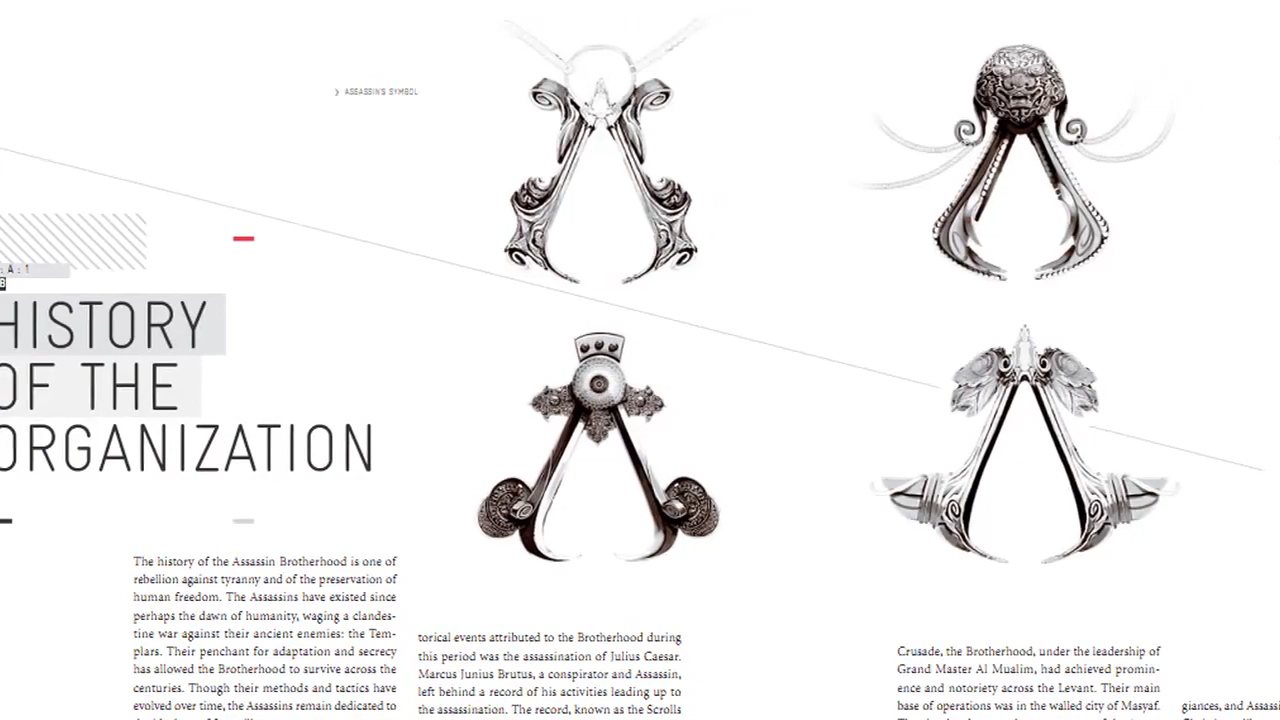 ASSASSIN'S SYMBOL
: A : 1
HISTORY
OF THE
ORGANIZATION
The history of the Assassin Brotherhood is one of
rebellion against tyranny and of the preservation of
human freedom. The Assassins have existed since
perhaps the dawn of humanity, waging a clandes-
tine war against their ancient enemies: the Tem-
plars. Their penchant for adaptation and secrecy
has allowed the Brotherhood to survive across the
centuries. Though their methods and tactics have
evolved over time, the Assassins remain dedicated to
torical events attributed to the Brotherhood during
this period was the assassination of Julius Caesar.
Marcus Junius Brutus, a conspirator and Assassin,
left behind a record of his activities leading up to
the assassination. The record, known as the Scrolls
Crusade, the Brotherhood, under the leadership of
Grand Master Al Mualim, had achieved promin-
ence and notoriety across the Levant. Their main
base of operations was in the walled city of Masyaf.
giances, and Assassi